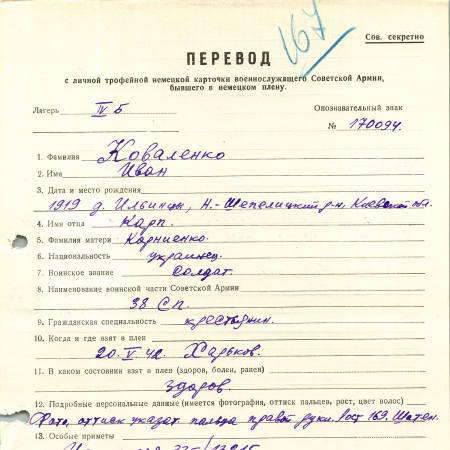 167
Сов. секретно
ПЕРЕВОД
с личной трофейной немецкой карточки военнослужащего Советской Армии,
бывшего в немецком плену.
Лагерь IV Б
Опознавательный знак
№ 170094.
1. Фамилия Коваленко
2. Имя Иван
3. Дата и место рождения
1919 д. Ильинцы, Н.-Шепелицкий р-н. Киевской обл.
4. Имя отца Карп.
5. Фамилия матери Корниенко.
6. Национальность украинец.
7. Воинское звание солдат.
8. Наименование воинской части Советской Армии
38 СП.
9. Гражданская специальность крестьянин.
10. Когда и где взят в плен
20. V. 42. Харьков.
11. В каком состоянии взят в плен (здоров, болен, ранен)
здоров
12. Подробные персональные данные (имеется фотография, оттиск пальцев, рост, цвет волос)
Фото, оттиск указат. пальца правой руки. Рост 169. Шатен.
13. Особые приметы